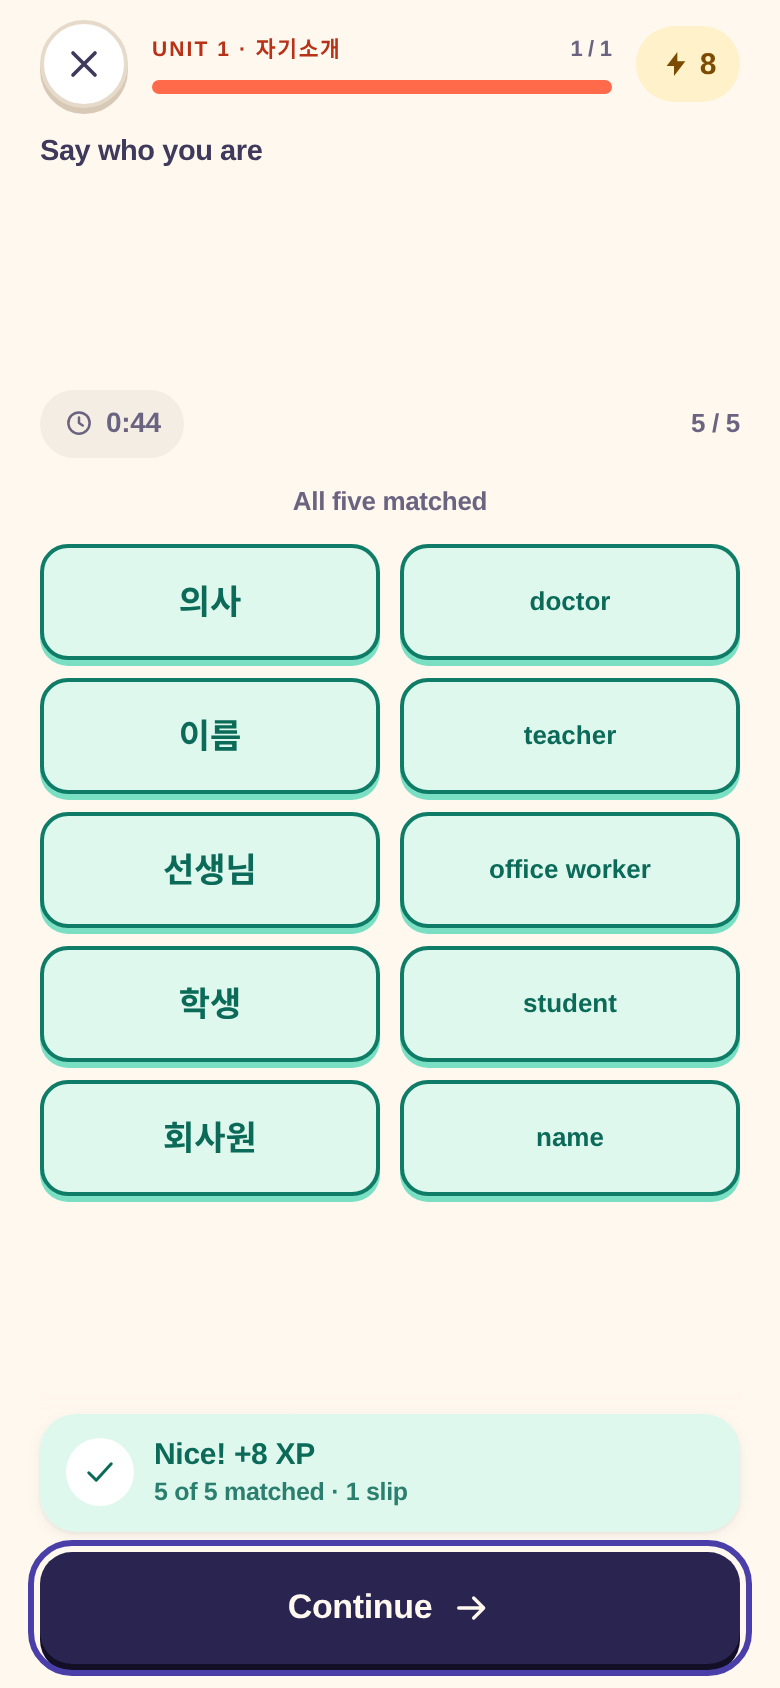 UNIT 1 · 자기소개
1 / 1
8
Say who you are
0:44
5 / 5
All five matched
의사
doctor
이름
teacher
선생님
office worker
학생
student
회사원
name
Nice! +8 XP
5 of 5 matched · 1 slip
Continue →